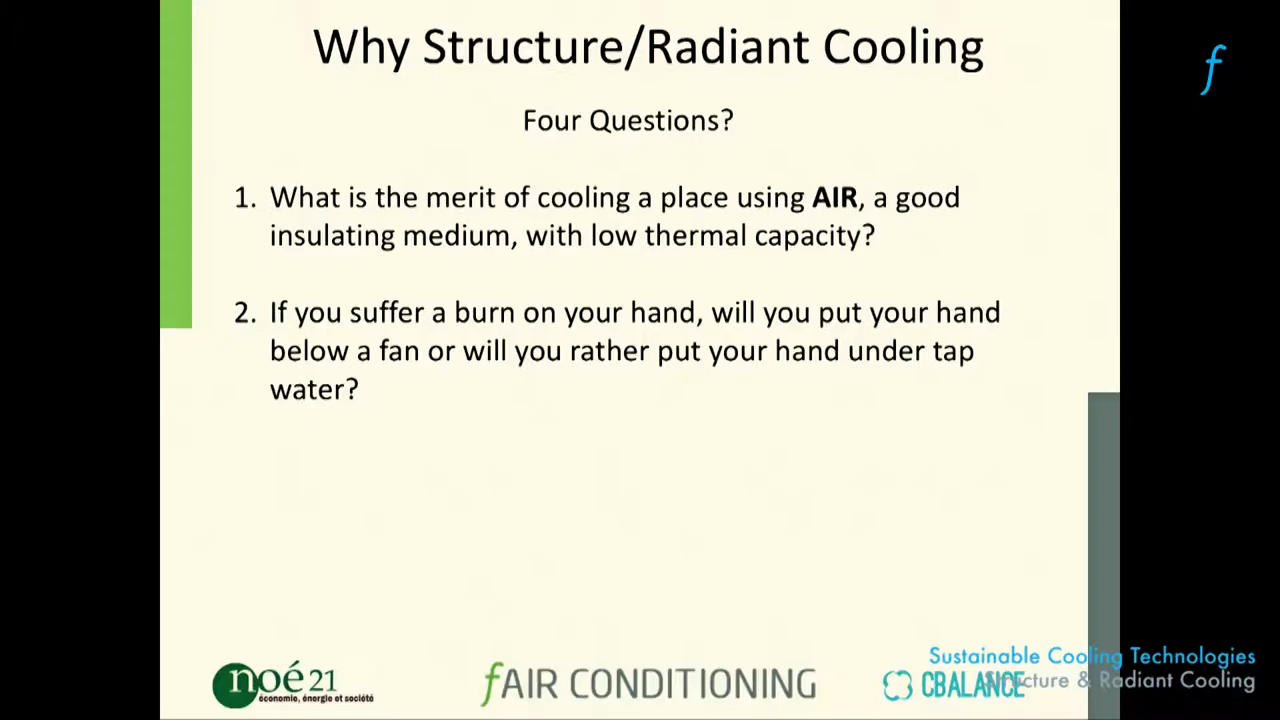 Why Structure/Radiant Cooling
f
Four Questions?
1. What is the merit of cooling a place using AIR, a good
insulating medium, with low thermal capacity?
2. If you suffer a burn on your hand, will you put your hand
below a fan or will you rather put your hand under tap
water?
noé21
économie, énergie et société
fAIR CONDITIONING
CBALANCE
Sustainable Cooling Technologies
Structure & Radiant Cooling